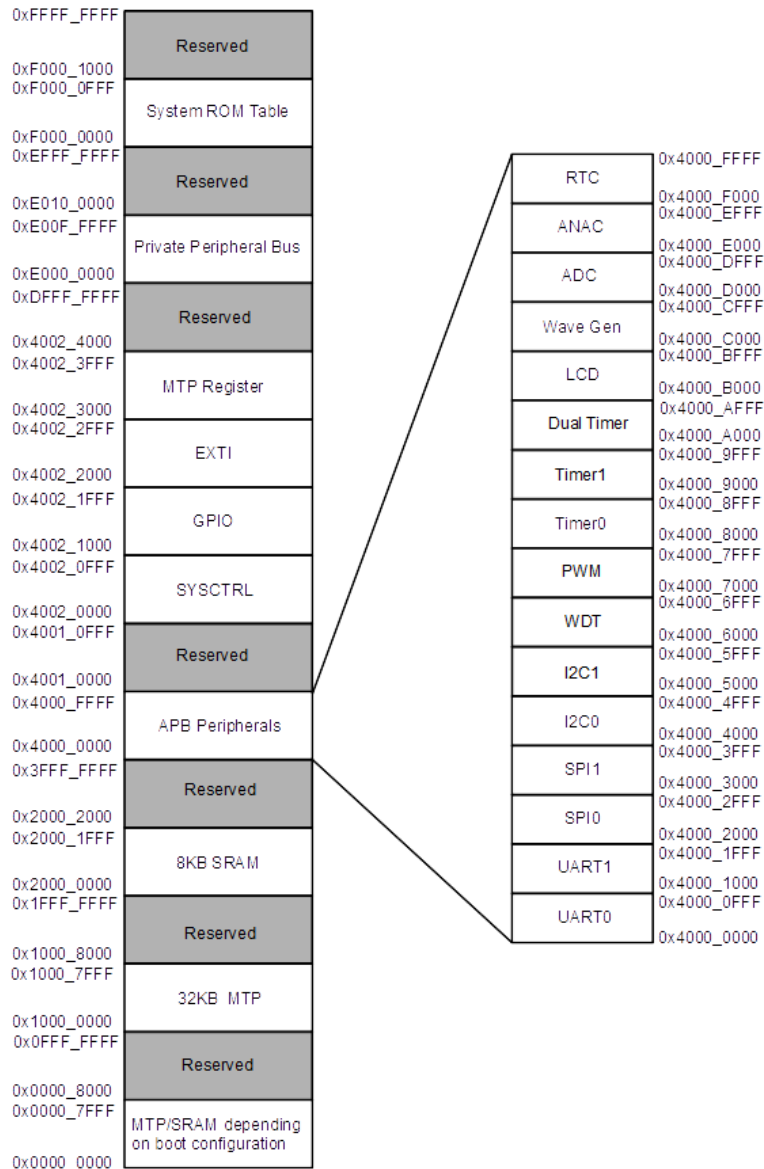 0xFFFF_FFFF
Reserved
0xF000_1000
0xF000_0FFF
System ROM Table
0xF000_0000
0xEFFF_FFFF
Reserved
0xE010_0000
0xE00F_FFFF
Private Peripheral Bus
0xE000_0000
0xDFFF_FFFF
Reserved
0x4002_4000
0x4002_3FFF
MTP Register
0x4002_3000
0x4002_2FFF
EXTI
0x4002_2000
0x4002_1FFF
GPIO
0x4002_1000
0x4002_0FFF
SYSCTRL
0x4002_0000
0x4001_0FFF
Reserved
0x4001_0000
0x4000_FFFF
APB Peripherals
0x4000_0000
0x3FFF_FFFF
Reserved
0x2000_2000
0x2000_1FFF
8KB SRAM
0x2000_0000
0x1FFF_FFFF
Reserved
0x1000_8000
0x1000_7FFF
32KB MTP
0x1000_0000
0x0FFF_FFFF
Reserved
0x0000_8000
0x0000_7FFF
MTP/SRAM depending
on boot configuration
0x0000_0000
0x4000_FFFF
RTC
0x4000_F000
0x4000_EFFF
ANAC
0x4000_E000
0x4000_DFFF
ADC
0x4000_D000
0x4000_CFFF
Wave Gen
0x4000_C000
0x4000_BFFF
LCD
0x4000_B000
0x4000_AFFF
Dual Timer
0x4000_A000
0x4000_9FFF
Timer1
0x4000_9000
0x4000_8FFF
Timer0
0x4000_8000
0x4000_7FFF
PWM
0x4000_7000
0x4000_6FFF
WDT
0x4000_6000
0x4000_5FFF
I2C1
0x4000_5000
0x4000_4FFF
I2C0
0x4000_4000
0x4000_3FFF
SPI1
0x4000_3000
0x4000_2FFF
SPI0
0x4000_2000
0x4000_1FFF
UART1
0x4000_1000
0x4000_0FFF
UART0
0x4000_0000